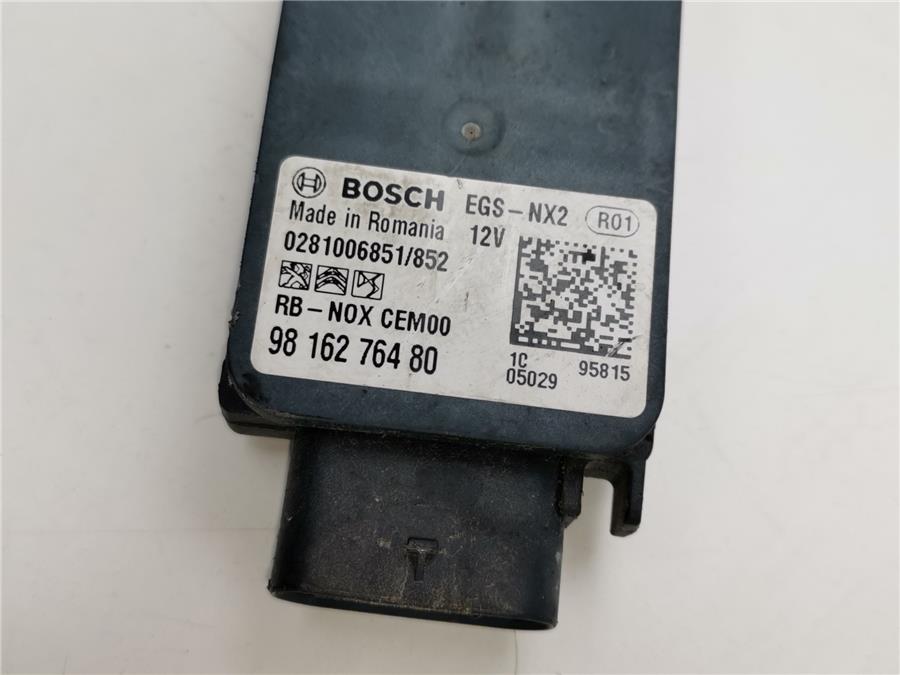 BOSCH EGS-NX2 R01
Made in Romania 12V
0281006851/852
RB-NOX CEM00
98 162 764 80
1C
05029 95815